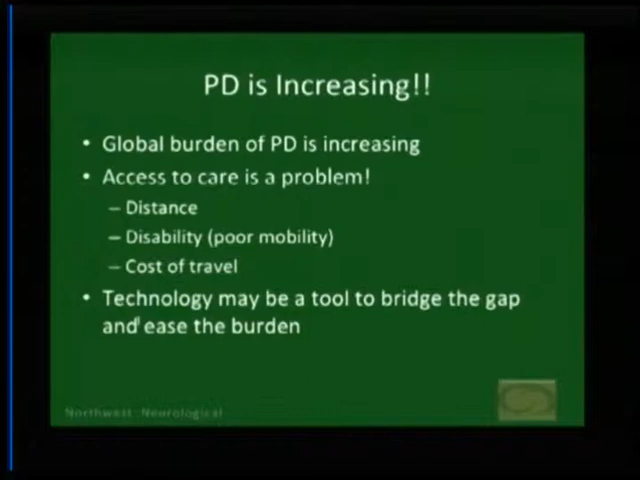 PD is Increasing!!
• Global burden of PD is increasing
• Access to care is a problem!
– Distance
– Disability (poor mobility)
– Cost of travel
• Technology may be a tool to bridge the gap
and ease the burden
Northwest Neurological